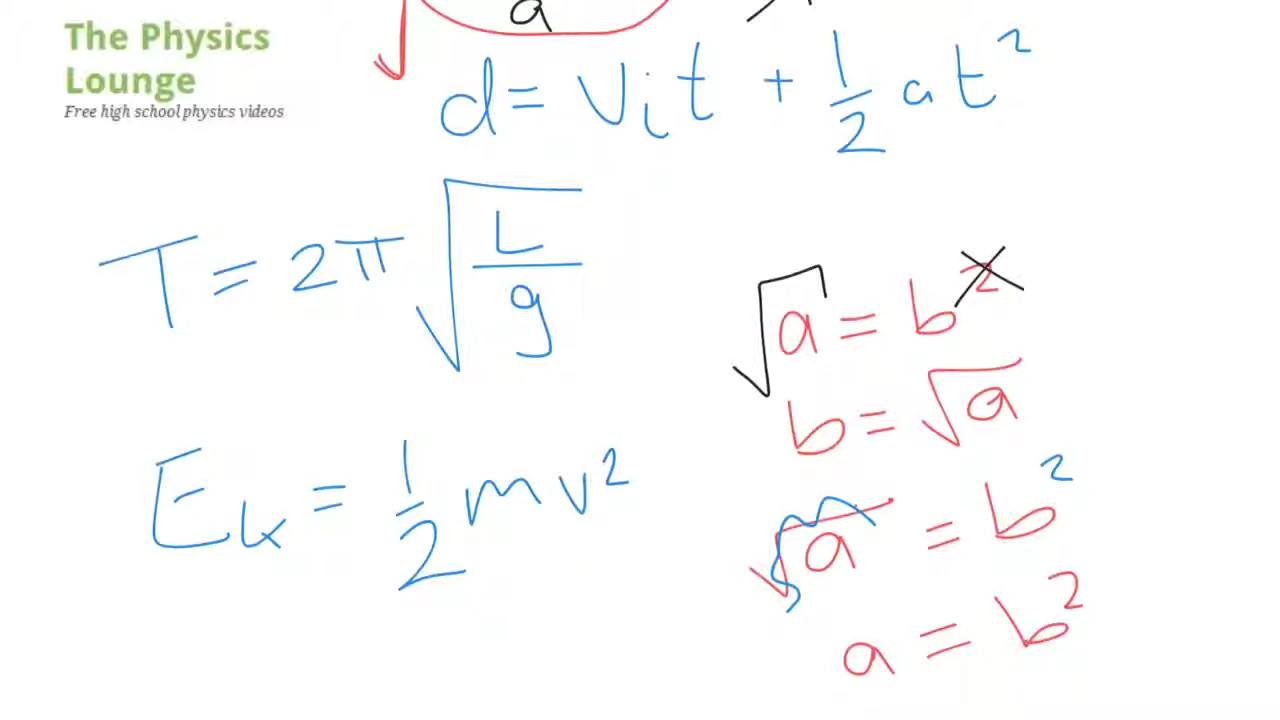 The Physics
Lounge
Free high school physics videos
a
d = vᵢt + 1/2 at²
T = 2π √(L/g)
√a = b²
b = √a
Eₖ = 1/2 mv²
√a = b²
a = b²